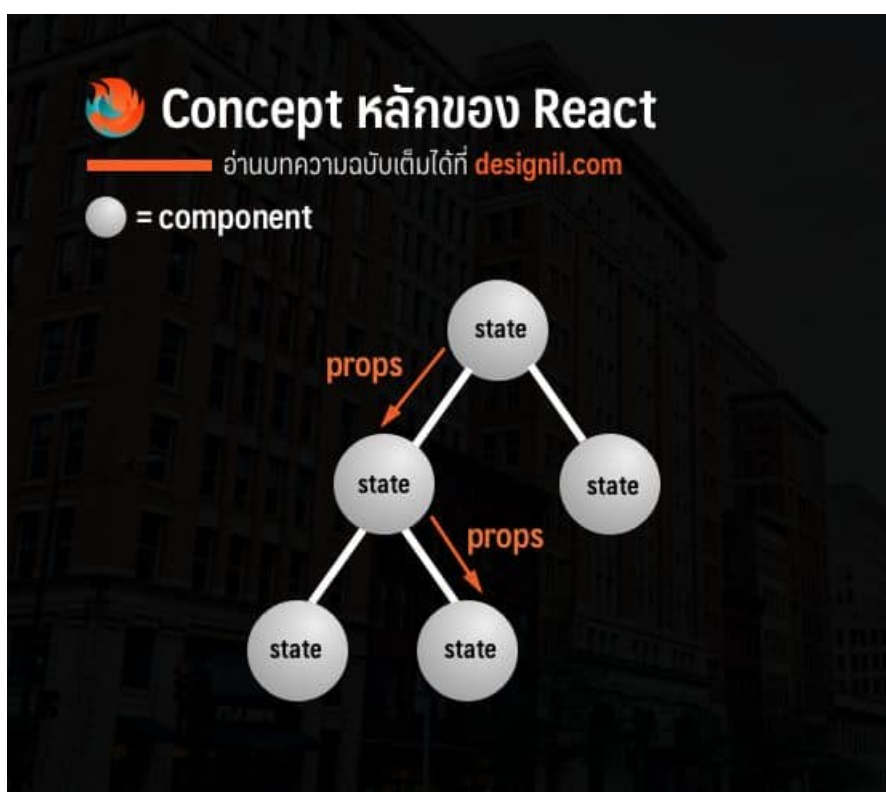 Concept หลักของ React
อ่านบทความฉบับเต็มได้ที่ designil.com
= component
state
props
state
state
props
state
state